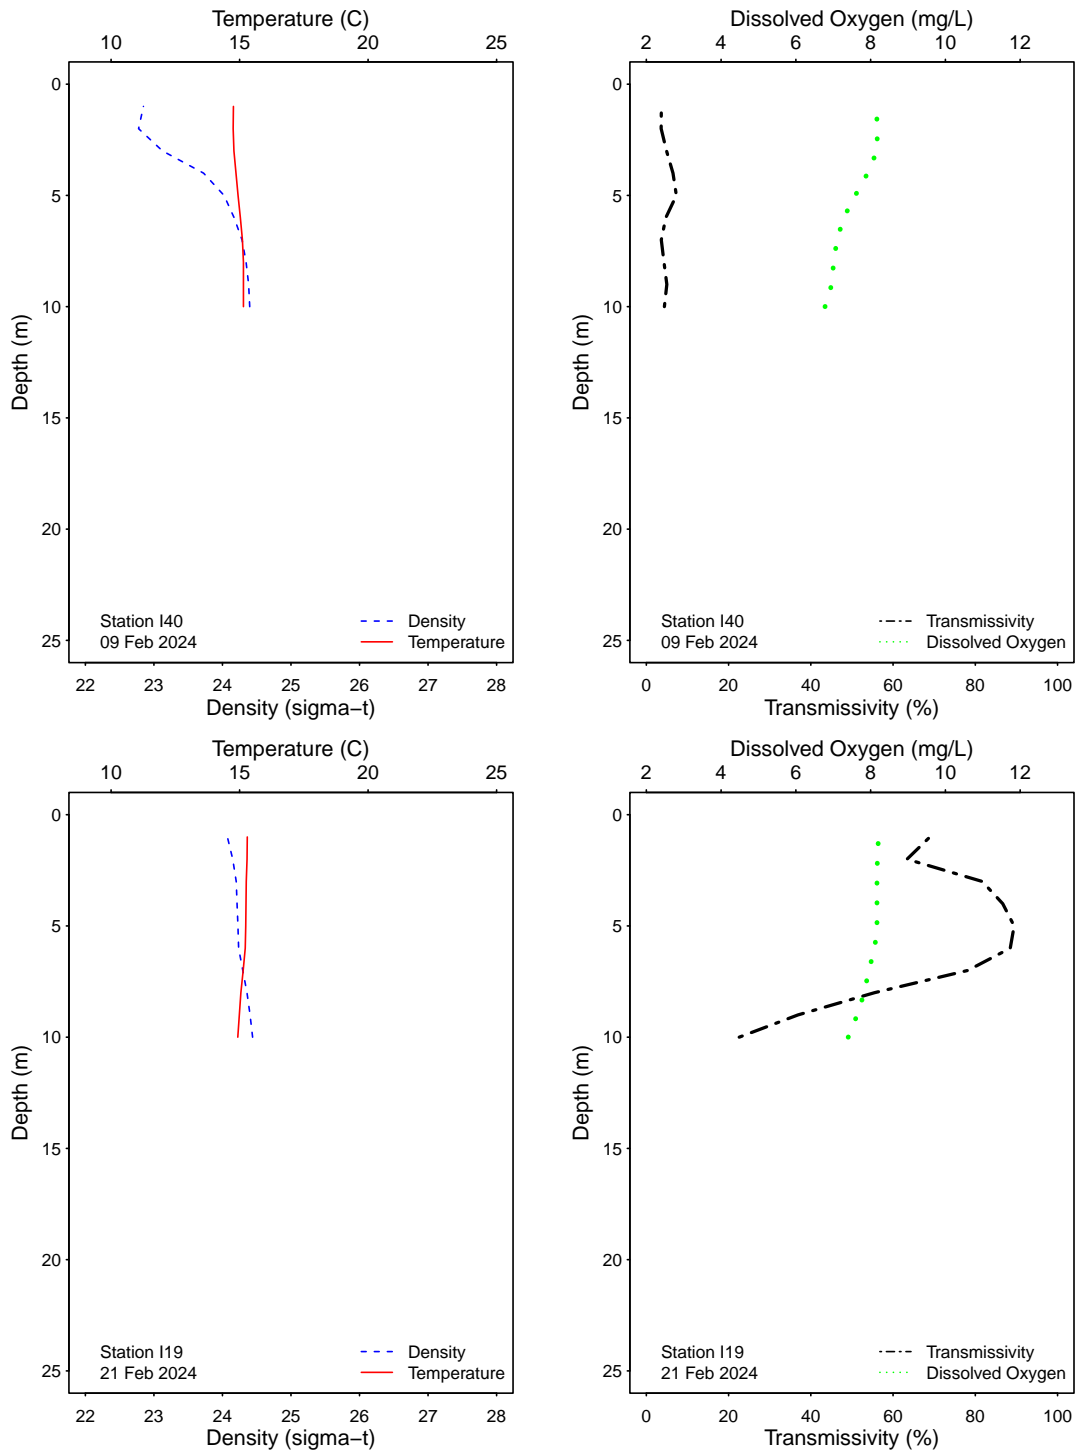 Temperature (C)
10 15 20 25
0
5
10
15
20
25
Depth (m)
Station I40
09 Feb 2024
Density
Temperature
22 23 24 25 26 27 28
Density (sigma−t)
Dissolved Oxygen (mg/L)
2 4 6 8 10 12
0
5
10
15
20
25
Depth (m)
Station I40
09 Feb 2024
Transmissivity
Dissolved Oxygen
0 20 40 60 80 100
Transmissivity (%)
Temperature (C)
10 15 20 25
0
5
10
15
20
25
Depth (m)
Station I19
21 Feb 2024
Density
Temperature
22 23 24 25 26 27 28
Density (sigma−t)
Dissolved Oxygen (mg/L)
2 4 6 8 10 12
0
5
10
15
20
25
Depth (m)
Station I19
21 Feb 2024
Transmissivity
Dissolved Oxygen
0 20 40 60 80 100
Transmissivity (%)